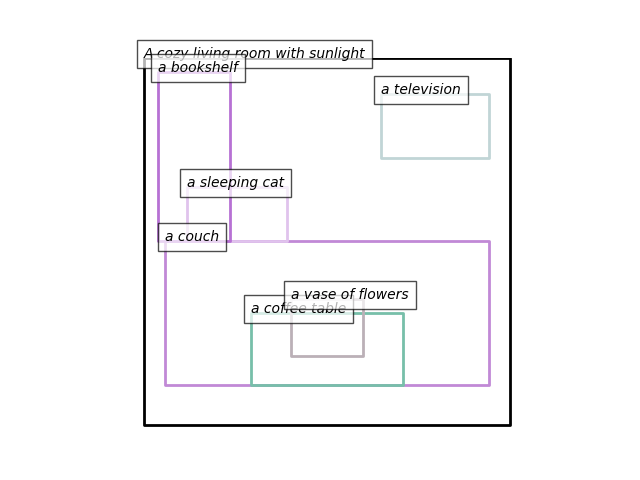 A cozy living room with sunlight
a bookshelf
a television
a sleeping cat
a couch
a vase of flowers
a coffee table